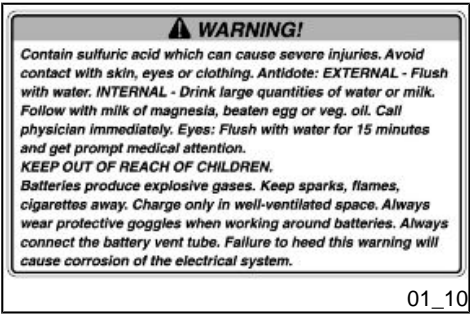 WARNING!
Contain sulfuric acid which can cause severe injuries. Avoid
contact with skin, eyes or clothing. Antidote: EXTERNAL - Flush
with water. INTERNAL - Drink large quantities of water or milk.
Follow with milk of magnesia, beaten egg or veg. oil. Call
physician immediately. Eyes: Flush with water for 15 minutes
and get prompt medical attention.
KEEP OUT OF REACH OF CHILDREN.
Batteries produce explosive gases. Keep sparks, flames,
cigarettes away. Charge only in well-ventilated space. Always
wear protective goggles when working around batteries. Always
connect the battery vent tube. Failure to heed this warning will
cause corrosion of the electrical system.
01_10